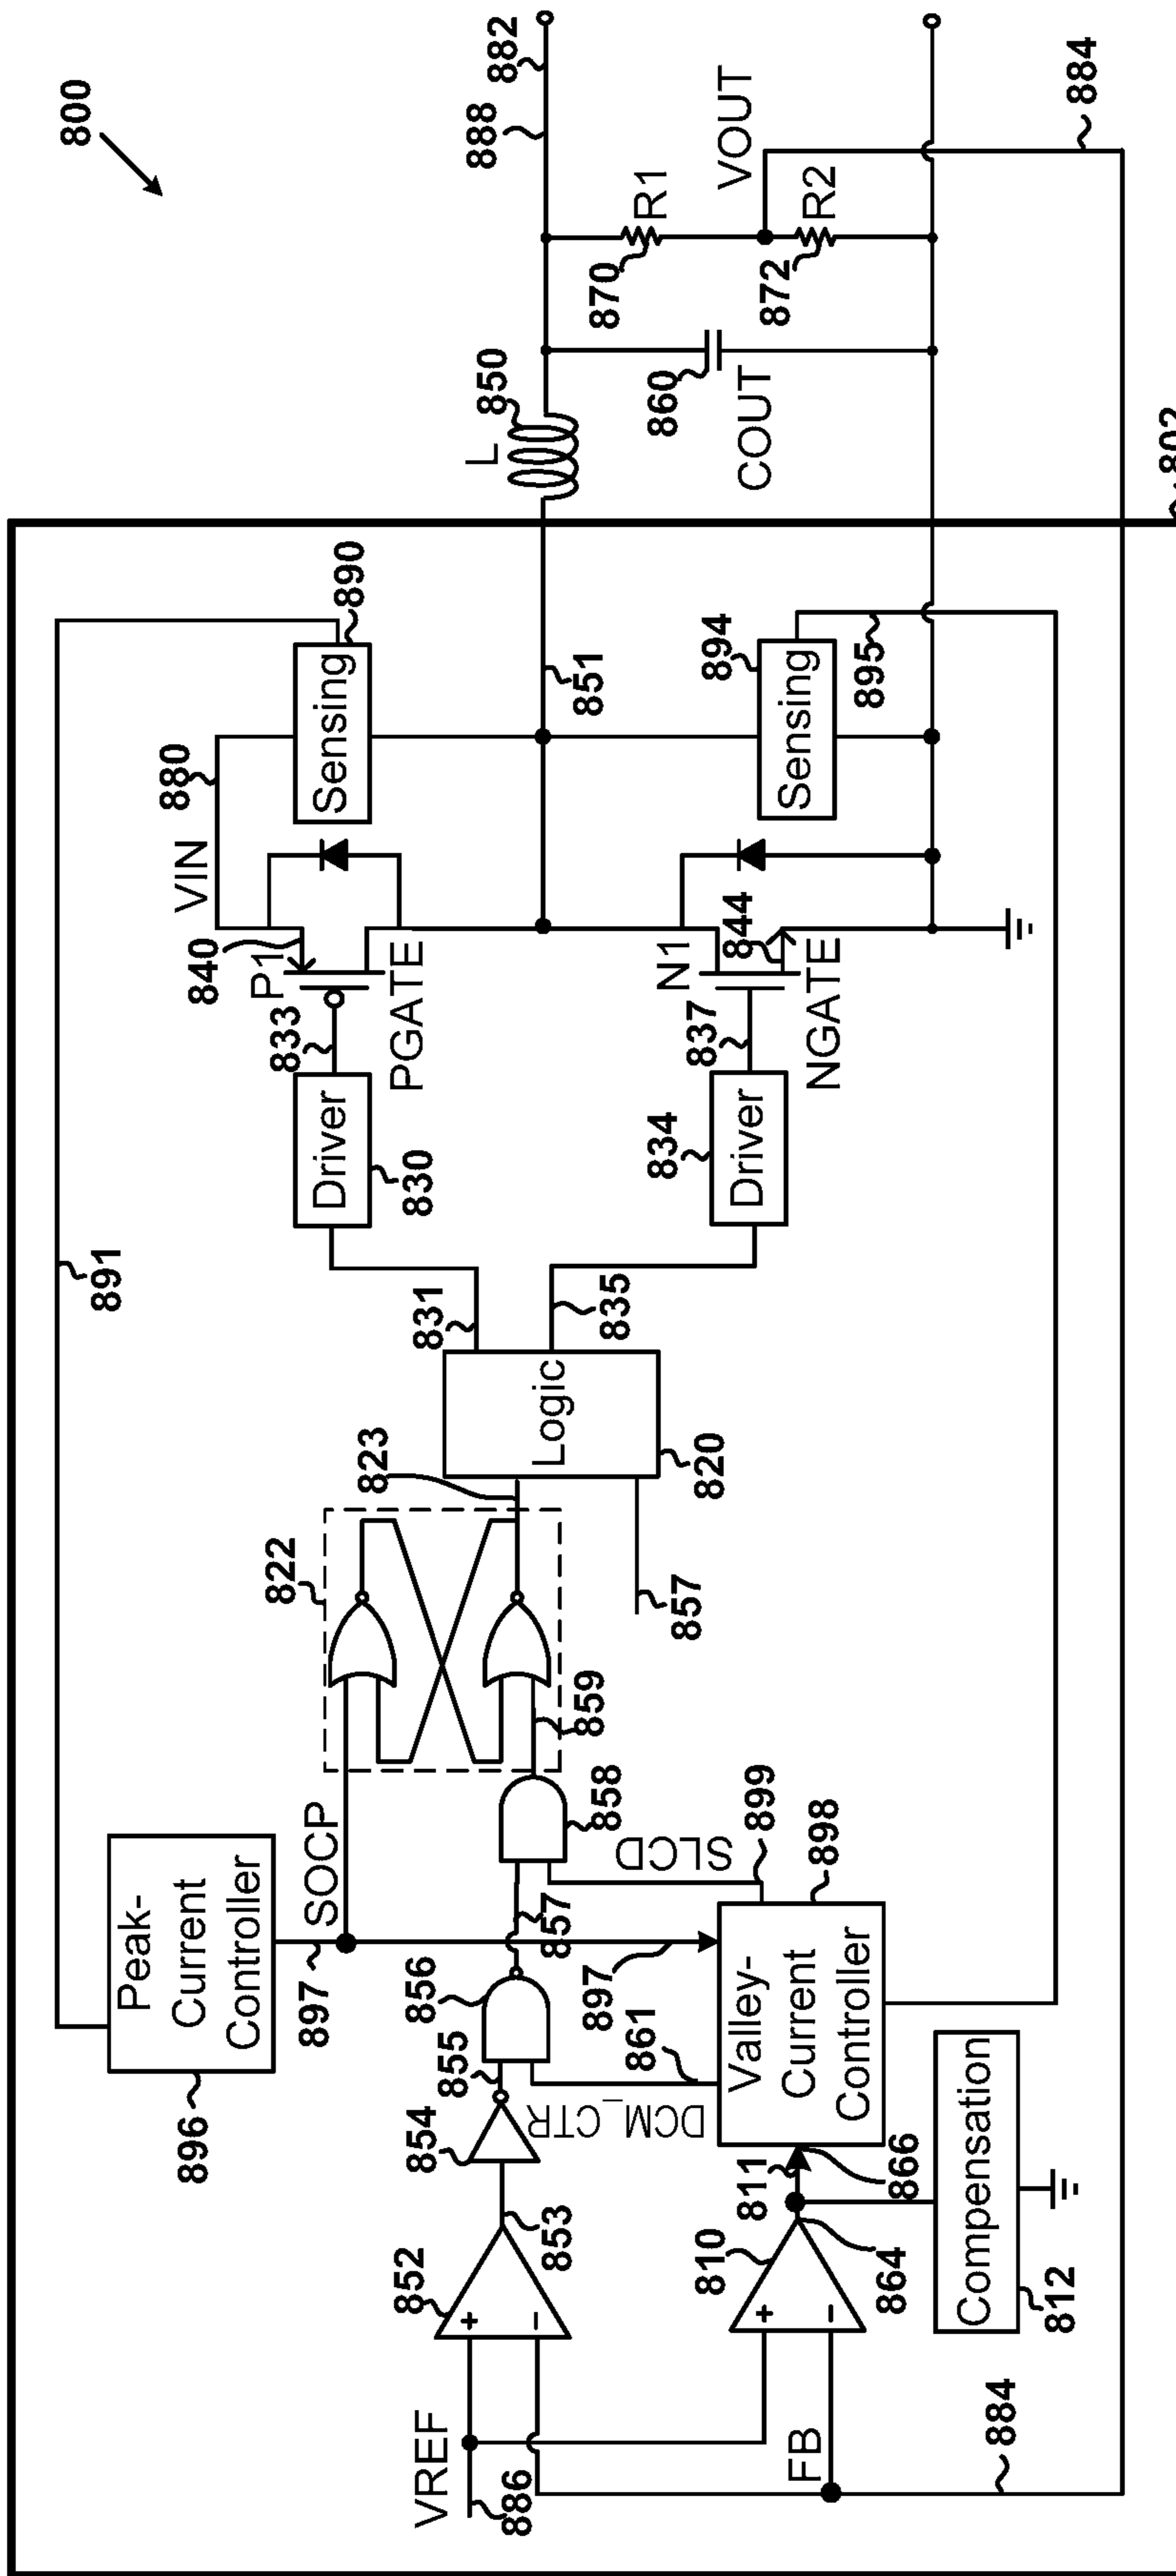 800
882
888
VOUT
884
R1
870
R2
872
850
L
860
COUT
802
890
Sensing
880
VIN
851
894
Sensing
895
840
P1
PGATE
833
Driver
830
N1
844
NGATE
837
834
Driver
891
831
835
Logic
820
823
822
857
859
858
SLCD
899
898
SOCP
897
Peak-
Current
Controller
896
857
856
855
854
DCM_CTR
861
897
Valley-
Current
Controller
866
811
853
852
+
−
810
+
−
864
Compensation
812
VREF
886
FB
884